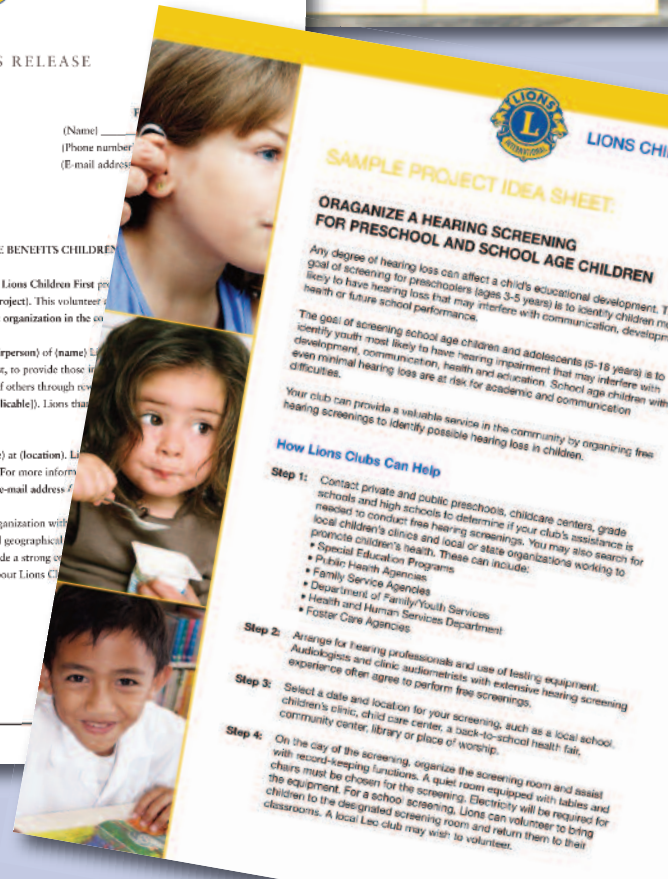 S RELEASE
(Name)
(Phone number
(E-mail address
E BENEFITS CHILDREN
Lions Children First pro
roject). This volunteer
organization in the co
irperson) of (name) Li
r, to provide those in
f others through rev
licable]). Lions that
) at (location). Li
For more inform
e-mail address
ganization with
l geographical
de a strong
out Lions Cl
LIONS
L
INTERNATIONAL
LIONS CHI
SAMPLE PROJECT IDEA SHEET:
ORAGANIZE A HEARING SCREENING
FOR PRESCHOOL AND SCHOOL AGE CHILDREN
Any degree of hearing loss can affect a child's educational development. T
goal of screening for preschoolers (ages 3-5 years) is to identify children m
likely to have hearing loss that may interfere with communication, developm
health or future school performance.
The goal of screening school age children and adolescents (5-18 years) is to
identify youth most likely to have hearing impairment that may interfere with
development, communication, health and education. School age children with
even minimal hearing loss are at risk for academic and communication
difficulties.
Your club can provide a valuable service in the community by organizing free
hearing screenings to identify possible hearing loss in children.
How Lions Clubs Can Help
Step 1: Contact private and public preschools, childcare centers, grade
schools and high schools to determine if your club's assistance is
needed to conduct free hearing screenings. You may also search for
local children's clinics and local or state organizations working to
promote children's health. These can include:
• Special Education Programs
• Public Health Agencies
• Family Service Agencies
• Department of Family/Youth Services
• Health and Human Services Department
• Foster Care Agencies
Step 2: Arrange for hearing professionals and use of testing equipment.
Audiologists and clinic audiometrists with extensive hearing screening
experience often agree to perform free screenings.
Step 3: Select a date and location for your screening, such as a local school.
children's clinic, child care center, a back-to-school health fair,
community center, library or place of worship.
Step 4: On the day of the screening, organize the screening room and assist
with record-keeping functions. A quiet room equipped with tables and
chairs must be chosen for the screening. Electricity will be required for
the equipment. For a school screening, Lions can volunteer to bring
children to the designated screening room and return them to their
classrooms. A local Leo club may wish to volunteer.